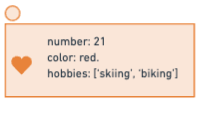 number: 21
color: red.
hobbies: ['skiing', 'biking']